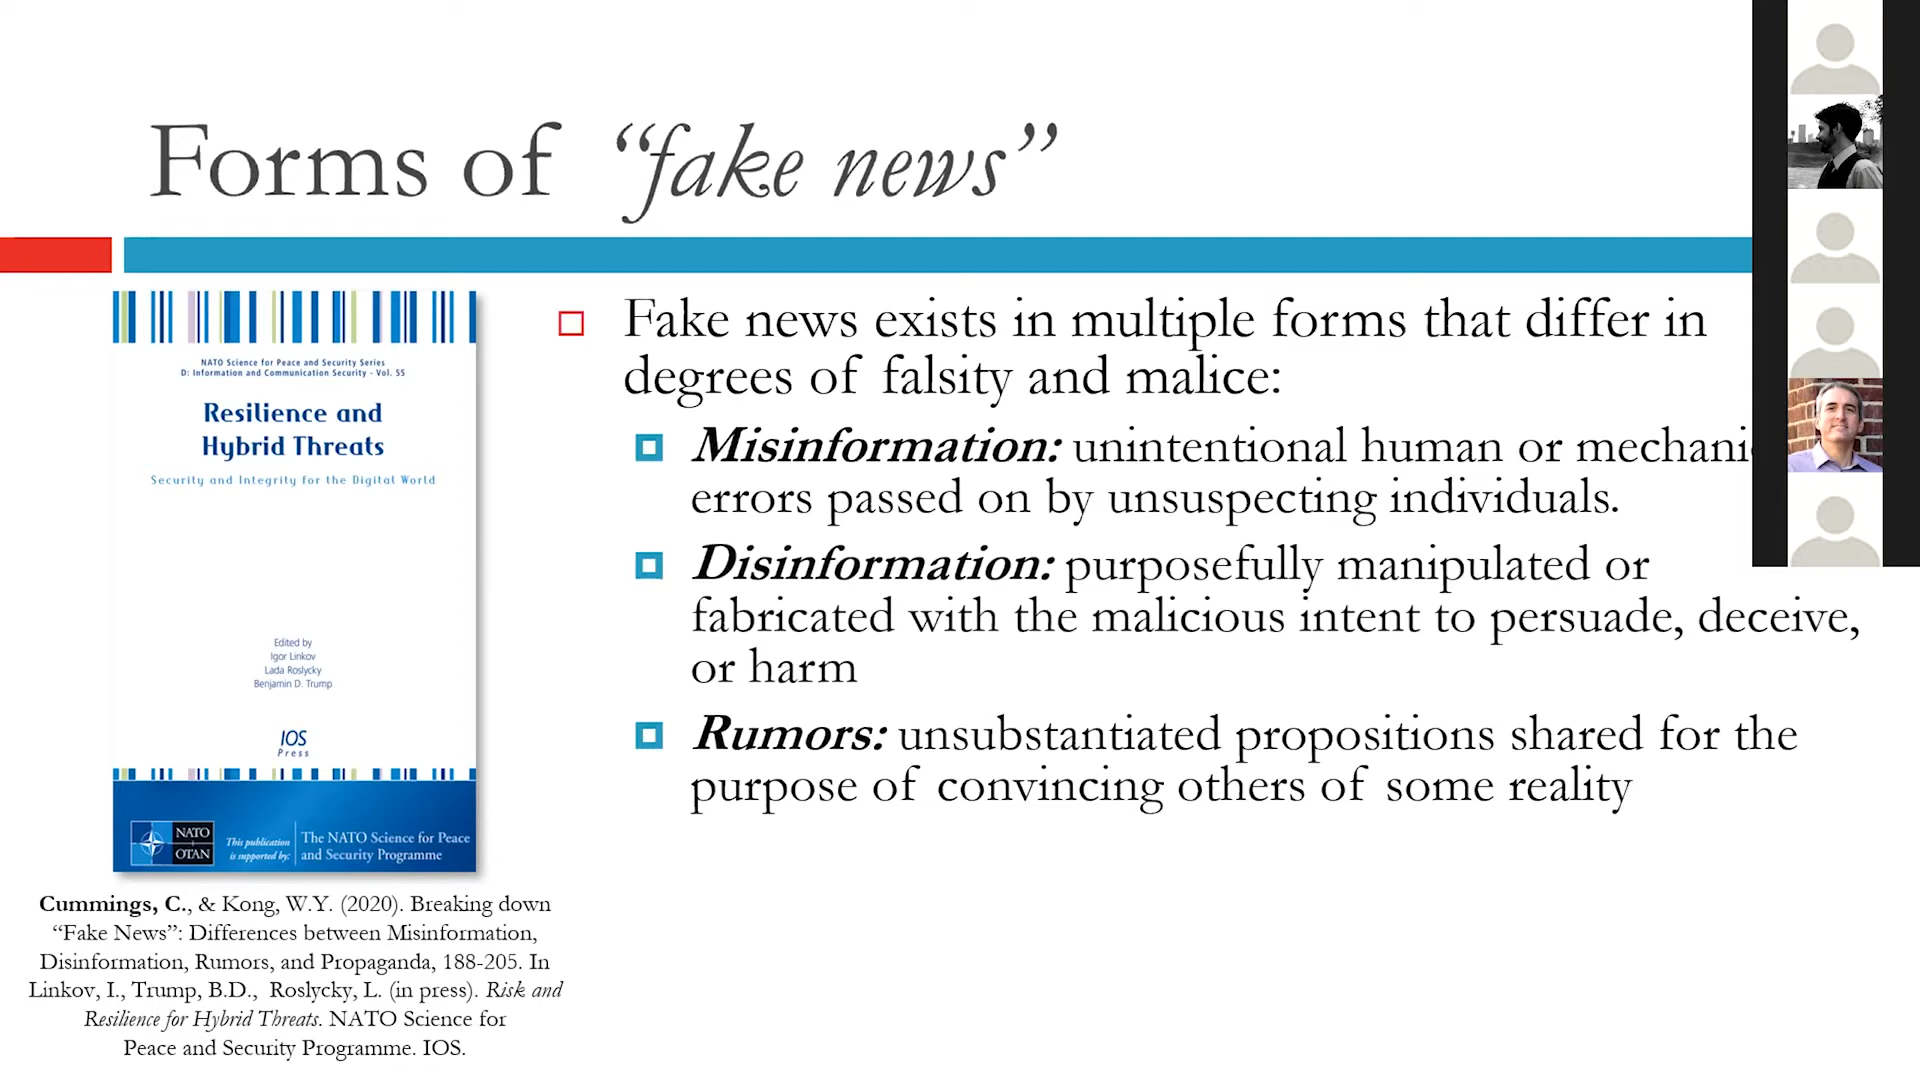 Forms of “fake news”
NATO Science for Peace and Security Series
D: Information and Communication Security - Vol. 55
Resilience and
Hybrid Threats
Security and Integrity for the Digital World
Edited by
Igor Linkov
Lada Roslycky
Benjamin D. Trump
IOS
Press
NATO
OTAN
This publication
is supported by:
The NATO Science for Peace
and Security Programme
Cummings, C., & Kong, W.Y. (2020). Breaking down
“Fake News”: Differences between Misinformation,
Disinformation, Rumors, and Propaganda, 188-205. In
Linkov, I., Trump, B.D., Roslycky, L. (in press). Risk and
Resilience for Hybrid Threats. NATO Science for
Peace and Security Programme. IOS.
Fake news exists in multiple forms that differ in
degrees of falsity and malice:
Misinformation: unintentional human or mechani
errors passed on by unsuspecting individuals.
Disinformation: purposefully manipulated or
fabricated with the malicious intent to persuade, deceive,
or harm
Rumors: unsubstantiated propositions shared for the
purpose of convincing others of some reality